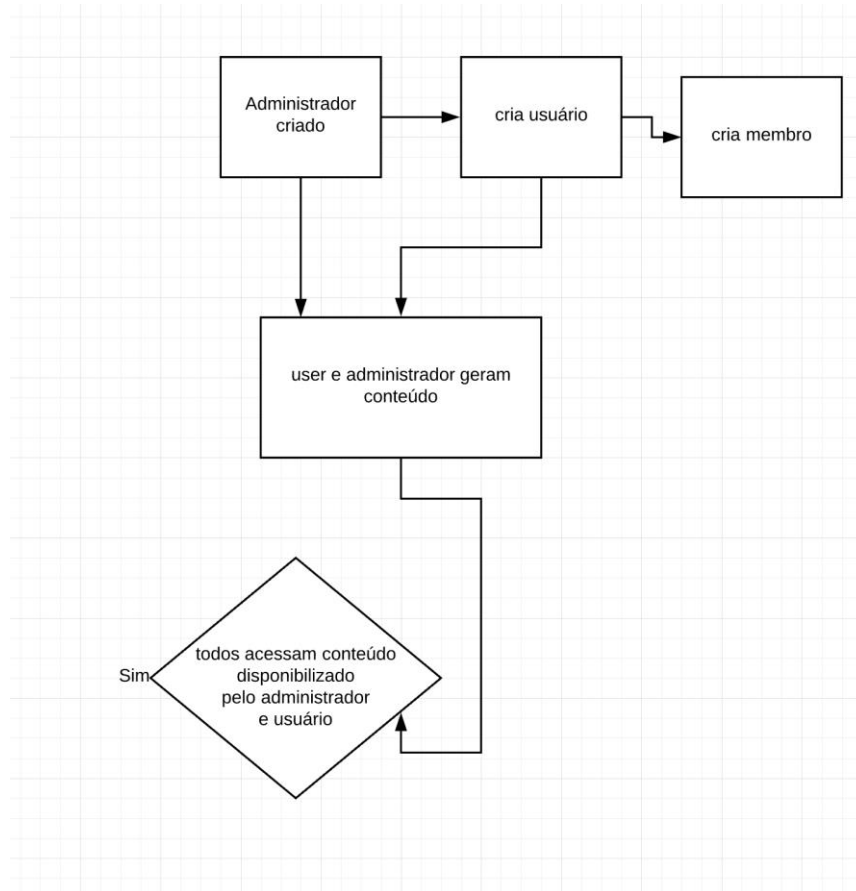 Administrador
criado
cria usuário
cria membro
user e administrador geram
conteúdo
Sim
todos acessam conteúdo
disponibilizado
pelo administrador
e usuário